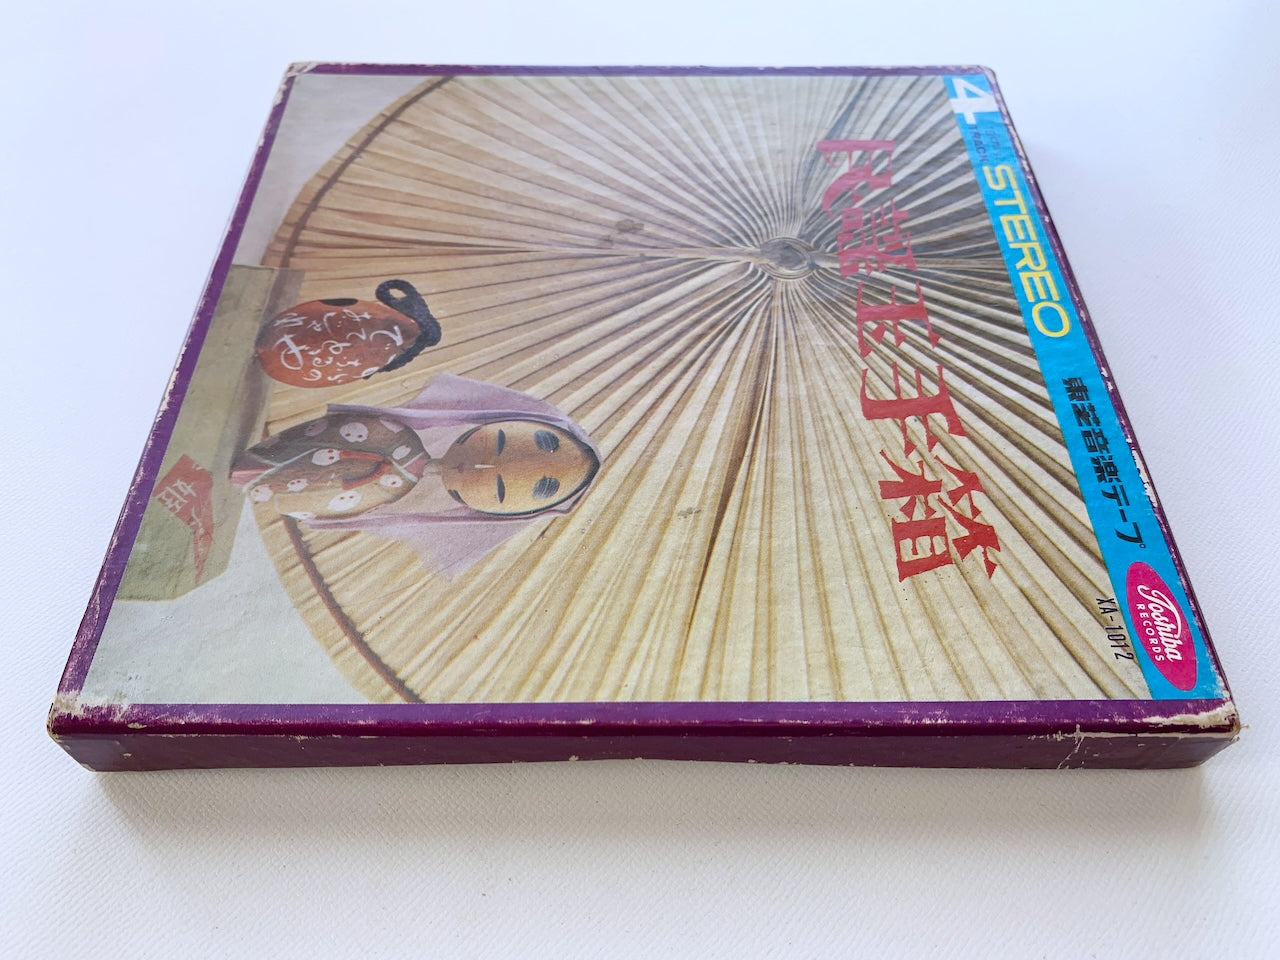 4
TRACK
STEREO
東芝音楽テープ
Toshiba
RECORDS
XA-1012
民謡玉手箱
姫